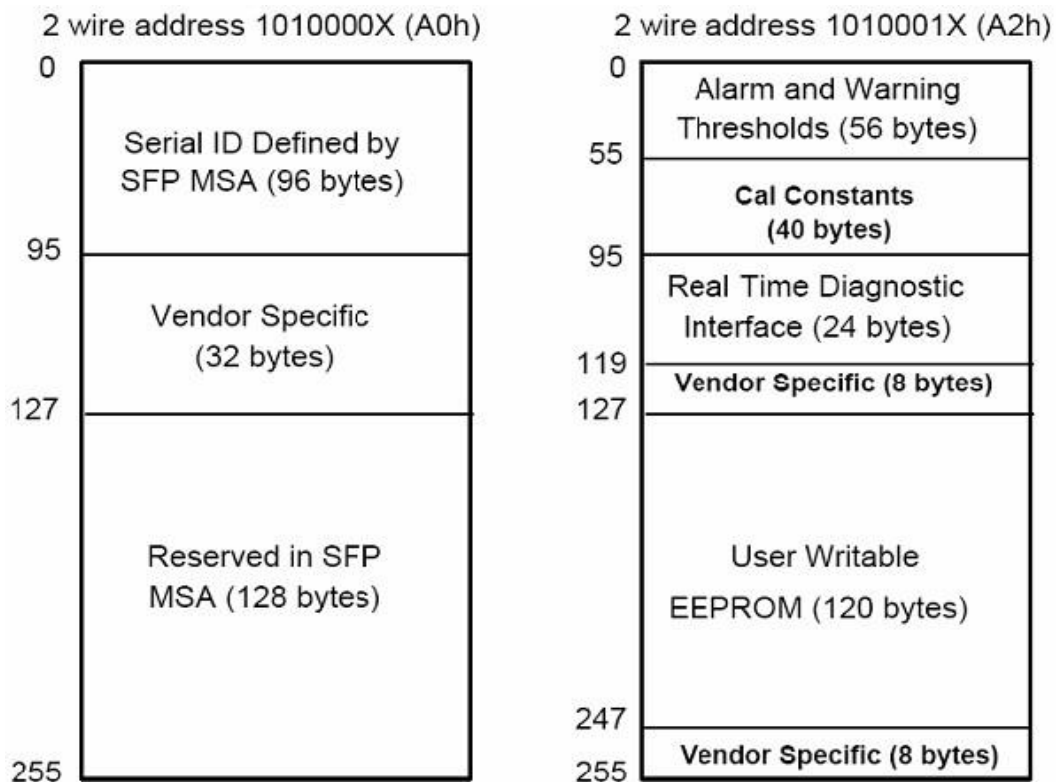 2 wire address 1010000X (A0h)
0
Serial ID Defined by
SFP MSA (96 bytes)
95
Vendor Specific
(32 bytes)
127
Reserved in SFP
MSA (128 bytes)
255
2 wire address 1010001X (A2h)
0
Alarm and Warning
Thresholds (56 bytes)
55
Cal Constants
(40 bytes)
95
Real Time Diagnostic
Interface (24 bytes)
119
Vendor Specific (8 bytes)
127
User Writable
EEPROM (120 bytes)
247
Vendor Specific (8 bytes)
255